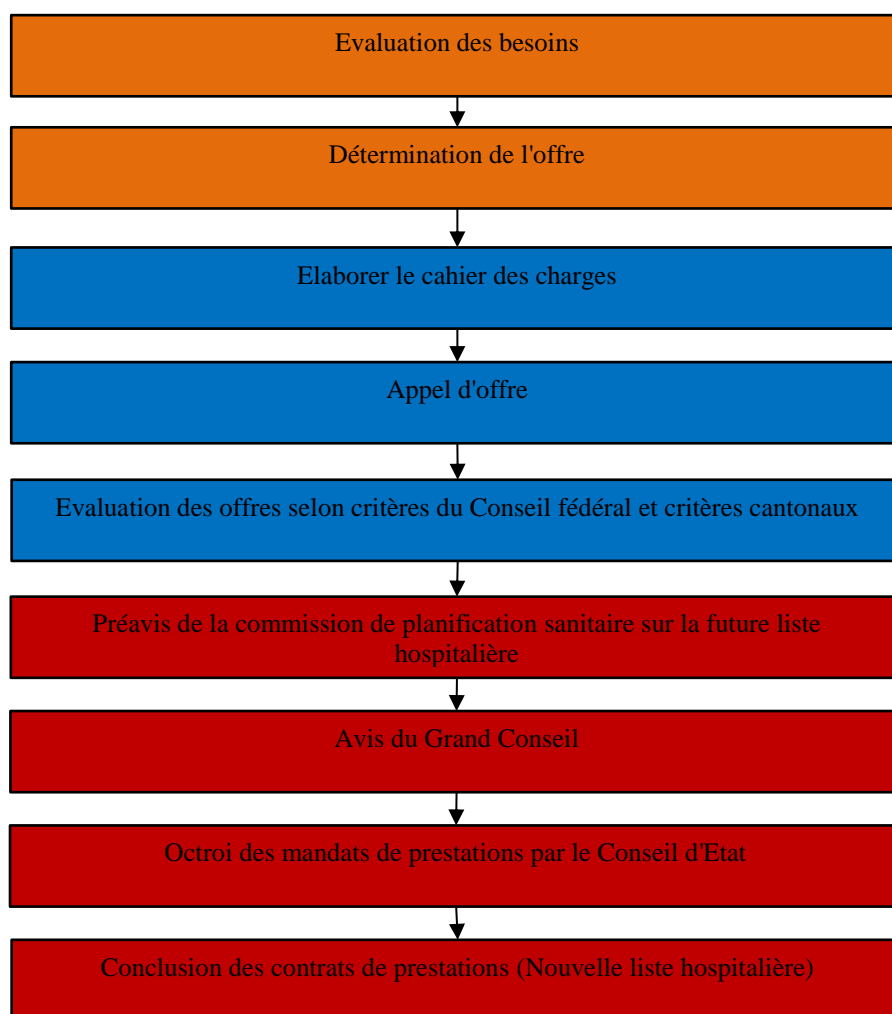 Evaluation des besoins
Détermination de l'offre
Elaborer le cahier des charges
Appel d'offre
Evaluation des offres selon critères du Conseil fédéral et critères cantonaux
Préavis de la commission de planification sanitaire sur la future liste
hospitalière
Avis du Grand Conseil
Octroi des mandats de prestations par le Conseil d'Etat
Conclusion des contrats de prestations (Nouvelle liste hospitalière)